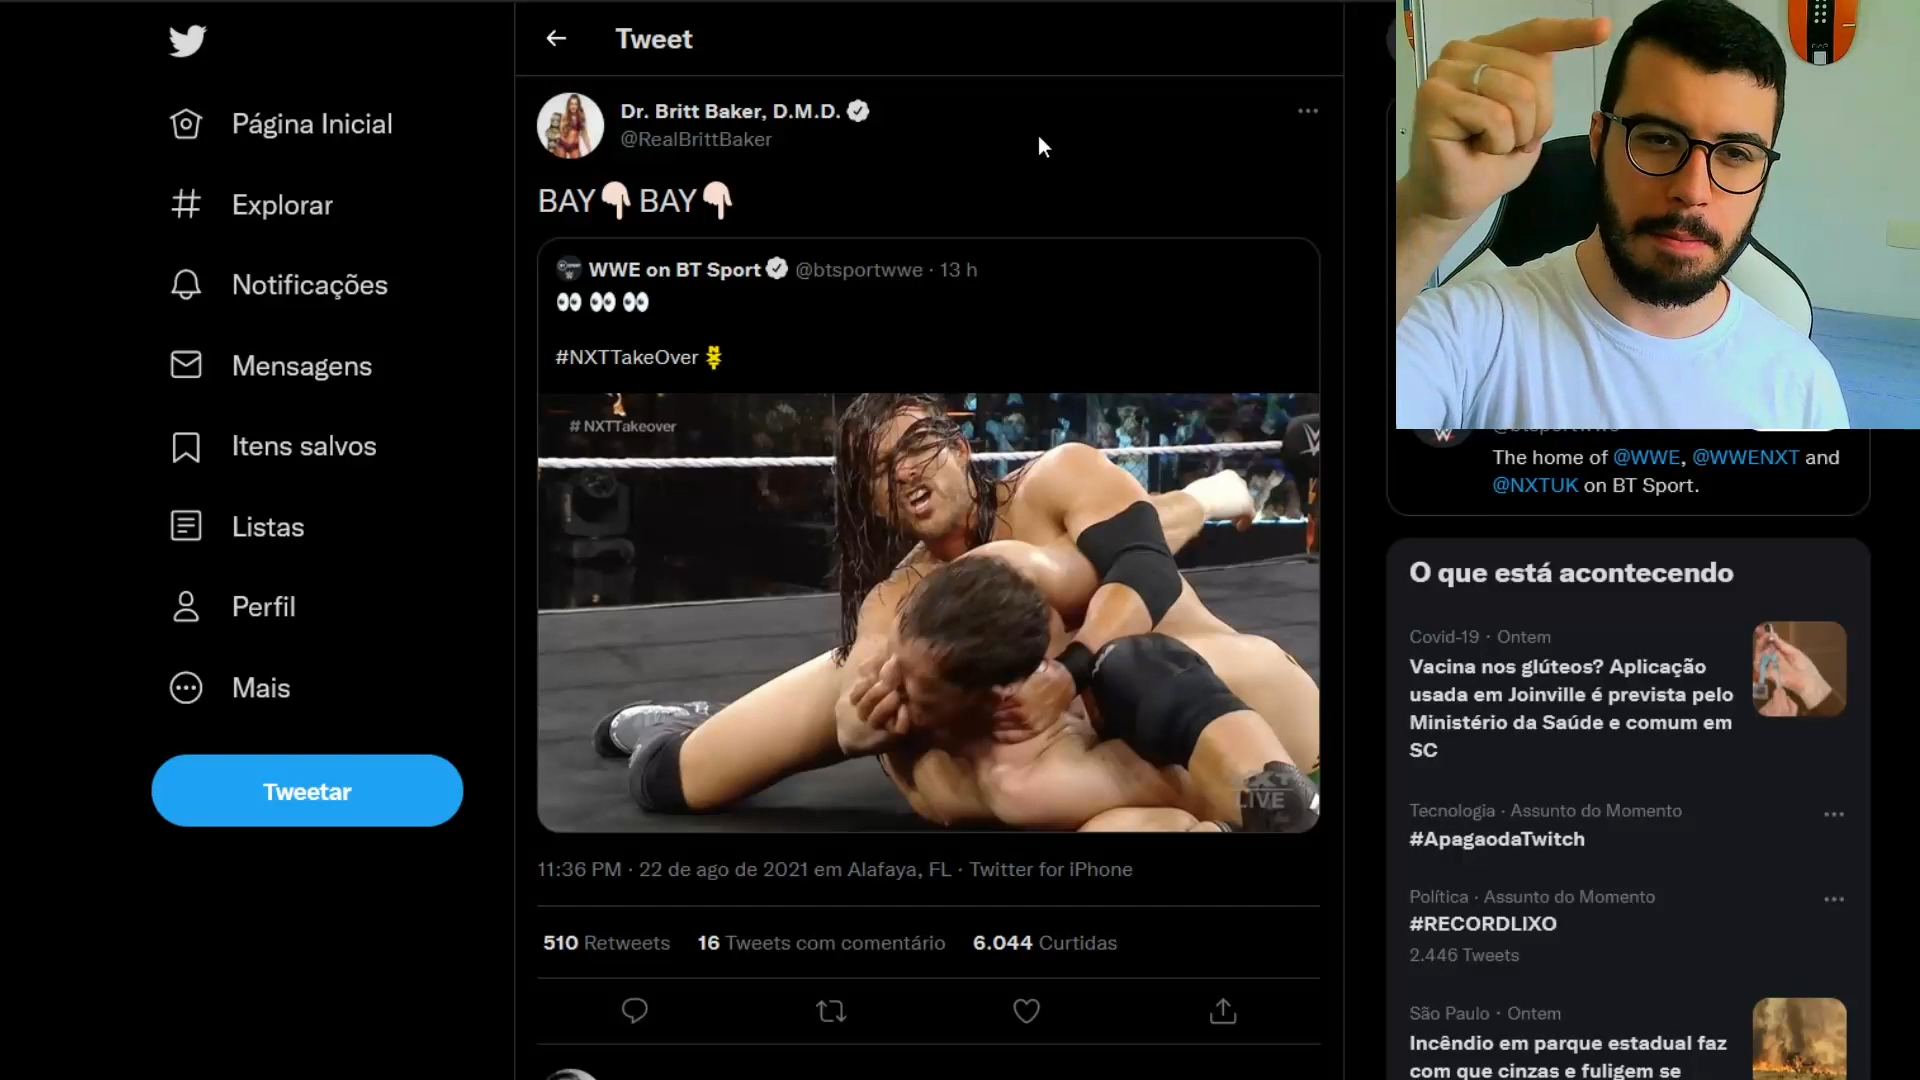 Página Inicial
Explorar
Notificações
Mensagens
Itens salvos
Listas
Perfil
Mais
Tweetar
Tweet
Dr. Britt Baker, D.M.D.
@RealBrittBaker
BAY👇🏻BAY👇🏻
WWE on BT Sport @btsportwwe · 13 h
👀 👀 👀
#NXTTakeOver
# NXTTakeover
LIVE
11:36 PM · 22 de ago de 2021 em Alafaya, FL · Twitter for iPhone
510 Retweets 16 Tweets com comentário 6.044 Curtidas
The home of @WWE, @WWENXT and
@NXTUK on BT Sport.
O que está acontecendo
Covid-19 · Ontem
Vacina nos glúteos? Aplicação
usada em Joinville é prevista pelo
Ministério da Saúde e comum em
SC
Tecnologia · Assunto do Momento
#ApagaodaTwitch
Política · Assunto do Momento
#RECORDLIXO
2.446 Tweets
São Paulo · Ontem
Incêndio em parque estadual faz
com que cinzas e fuligem se